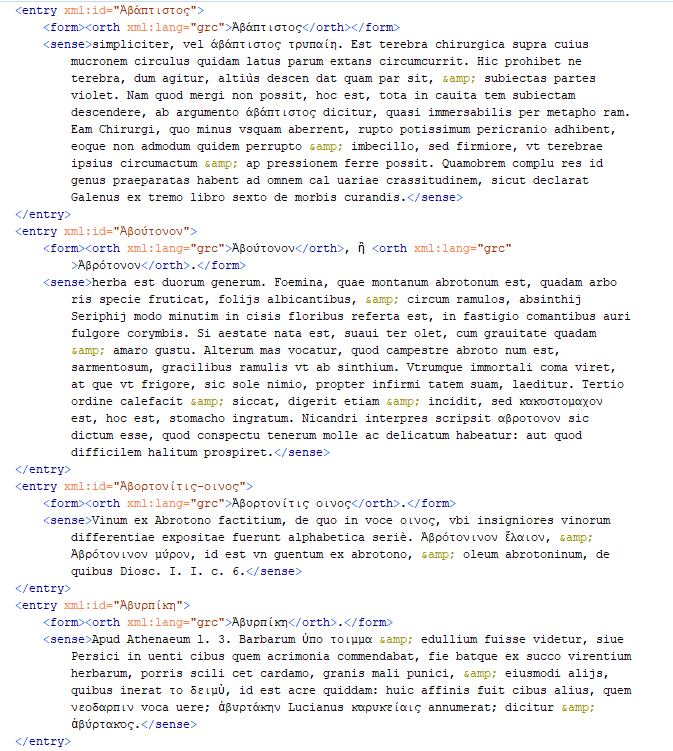 <entry xml:id="Ἀβάπτιστος">
<form><orth xml:lang="grc">Ἀβάπτιστος</orth></form>
<sense>simpliciter, vel ἀβάπτιστος τρυπαίη. Est terebra chirurgica supra cuius
mucronem circulus quidam latus parum extans circumcurrit. Hic prohibet ne
terebra, dum agitur, altiùs descen dat quam par sit, &amp; subiectas partes
violet. Nam quod mergi non possit, hoc est, tota in cauita tem subiectam
descendere, ab argumento ἀβάπτιστος dicitur, quasi immersabilis per metapho ram.
Eam Chirurgi, quo minus vsquam aberrent, rupto potissimum pericranio adhibent,
eoque non admodum quidem perrupto &amp; imbecillo, sed firmiore, vt terebrae
ipsius circumactum &amp; ap pressionem ferre possit. Quamobrem complu res id
genus praeparatas habent ad omnem cal uariae crassitudinem, sicut declarat
Galenus ex tremo libro sexto de morbis curandis.</sense>
</entry>
<entry xml:id="Ἀβούτονον">
<form><orth xml:lang="grc">Ἀβούτονον</orth>, ἢ <orth xml:lang="grc"
>Ἀβρότονον</orth>.</form>
<sense>herba est duorum generum. Foemina, quae montanum abrotonum est, quadam arbo
ris specie fruticat, folijs albicantibus, &amp; circum ramulos, absinthij
Seriphij modo minutim in cisis floribus referta est, in fastigio comantibus auri
fulgore corymbis. Si aestate nata est, suaui ter olet, cum grauitate quadam
&amp; amaro gustu. Alterum mas vocatur, quod campestre abroto num est,
sarmentosum, gracilibus ramulis vt ab sinthium. Vtrumque immortali coma viret,
at que vt frigore, sic sole nimio, propter infirmi tatem suam, laeditur. Tertio
ordine calefacit &amp; siccat, digerit etiam &amp; incidit, sed κακοστομαχον
est, hoc est, stomacho ingratum. Nicandri interpres scripsit αβροτονον sic
dictum esse, quod conspectu tenerum molle ac delicatum habeatur: aut quod
difficilem halitum prospiret.</sense>
</entry>
<entry xml:id="Ἀβορτονίτις-οινος">
<form><orth xml:lang="grc">Ἀβορτονίτις οινος</orth>.</form>
<sense>Vinum ex Abrotono factitium, de quo in voce οινος, vbi insigniores vinorum
differentiae expositae fuerunt alphabetica seriè. Ἀβρότονινον ἔλαιον, &amp;
Ἀβρότονινον μύρον, id est vn guentum ex abrotono, &amp; oleum abrotoninum, de
quibus Diosc. I. I. c. 6.</sense>
</entry>
<entry xml:id="Ἀβυρπίκη">
<form><orth xml:lang="grc">Ἀβυρπίκη</orth>.</form>
<sense>Apud Athenaeum l. 3. Barbarum ὑπο τοιμμα &amp; edullium fuisse videtur, siue
Persici in uenti cibus quem acrimonia commendabat, fie batque ex succo virentium
herbarum, porris scili cet cardamo, granis mali punici, &amp; eiusmodi alijs,
quibus inerat το δειμὺ, id est acre quiddam: huic affinis fuit cibus alius, quem
νεοδαρπιν voca uere; ἀβυρτάκην Lucianus καρυκείαις annumerat; dicitur &amp;
ἀβύρτακος.</sense>
</entry>